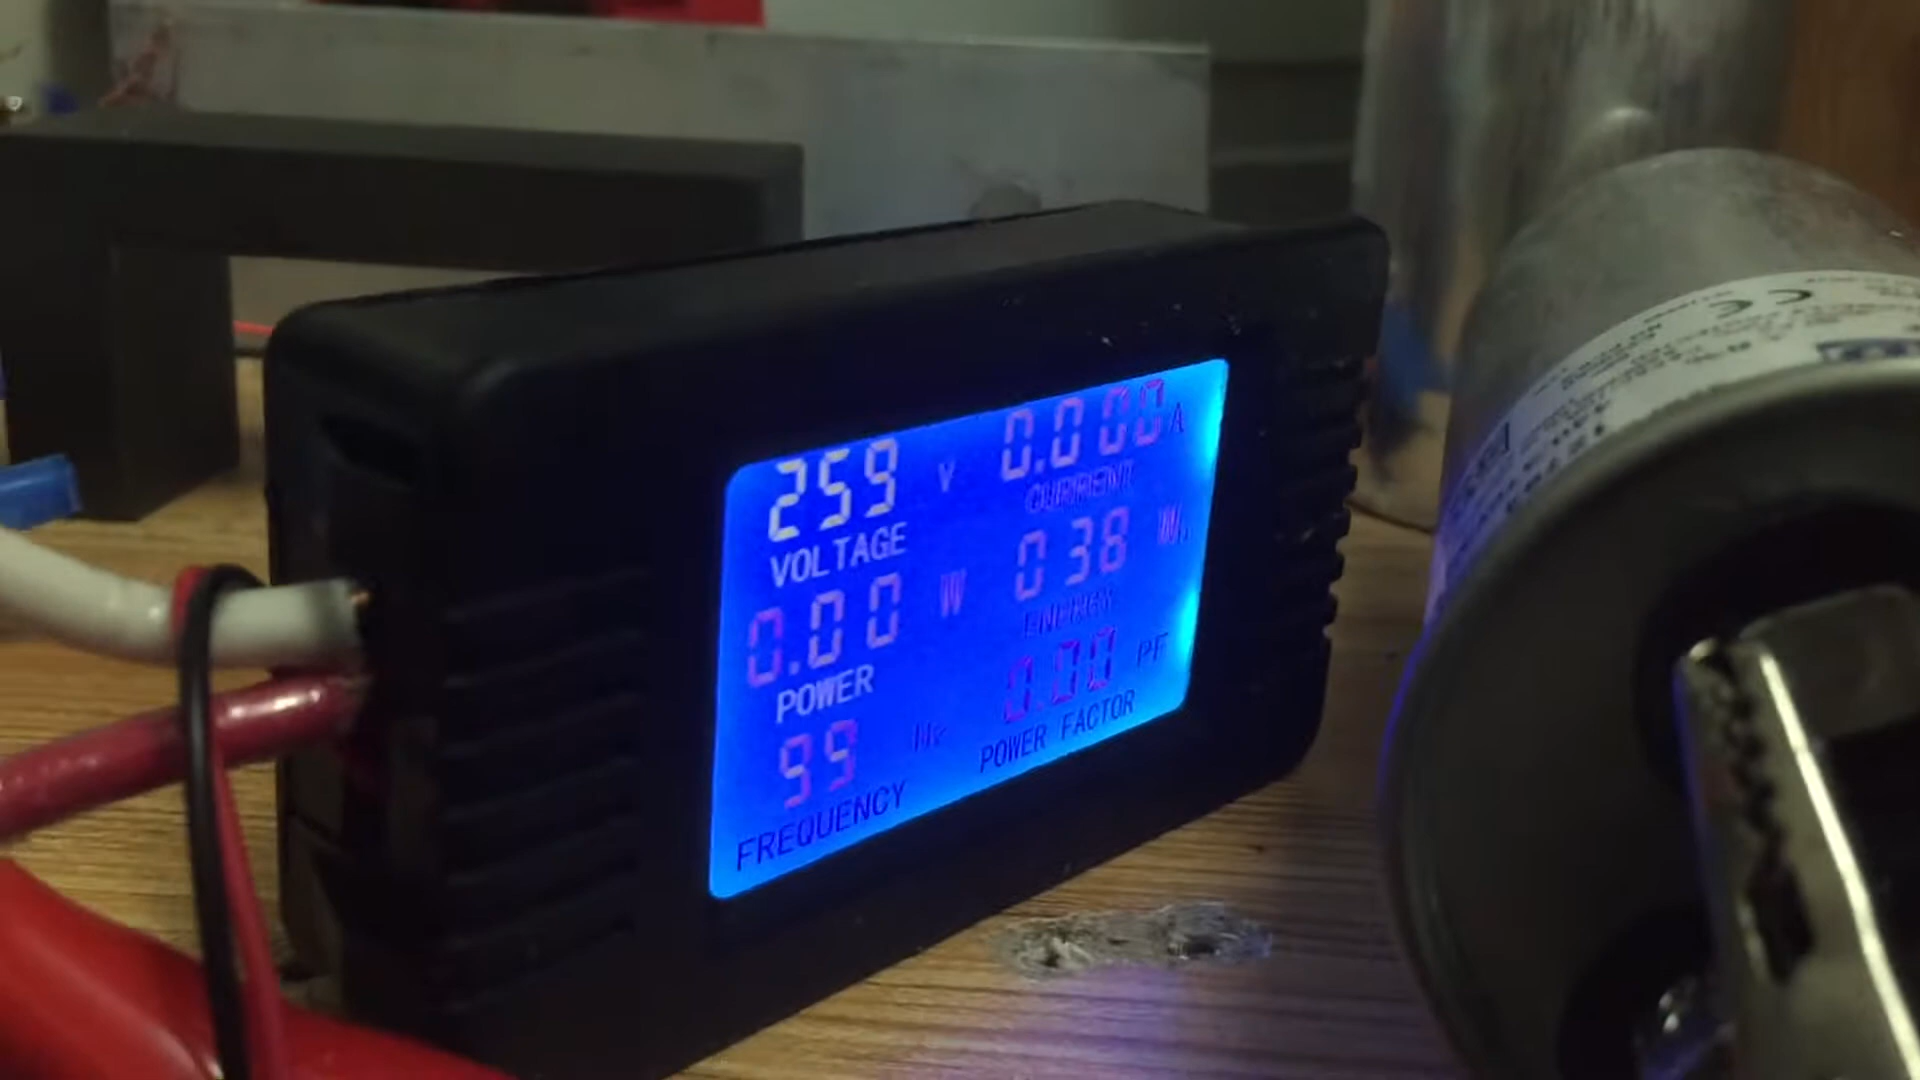 259 V 0.000 A
VOLTAGE CURRENT
0.00 W 038 Wh
POWER ENERGY
99 Hz 0.00 PF
FREQUENCY POWER FACTOR
CE